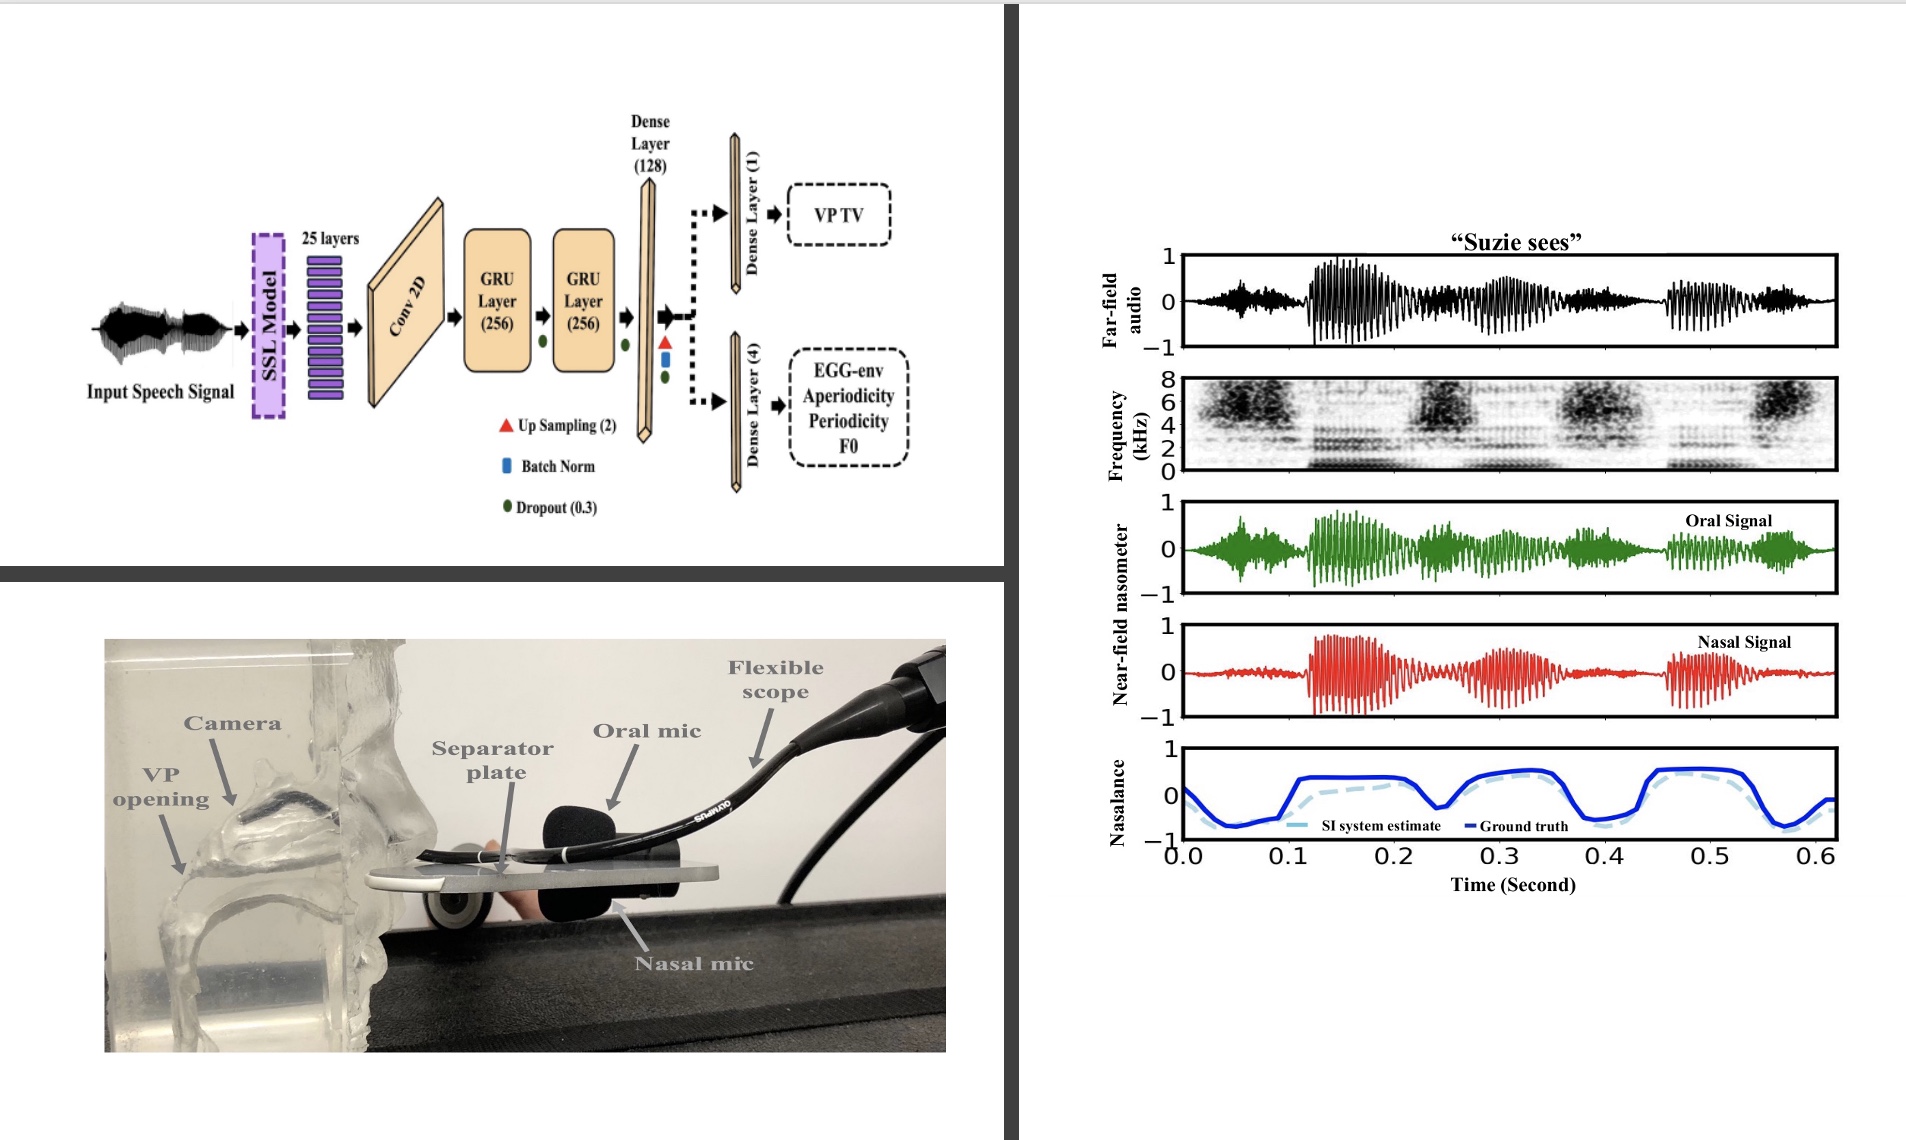 Dense
Layer
(128)
Dense Layer (1)
VP TV
25 layers
SSL Model
Conv 2D
GRU
Layer
(256)
GRU
Layer
(256)
Input Speech Signal
Dense Layer (4)
EGG-env
Aperiodicity
Periodicity
F0
Up Sampling (2)
Batch Norm
Dropout (0.3)
Flexible
scope
Camera
Oral mic
Separator
plate
VP
opening
OLYMPUS
Nasal mic
“Suzie sees”
Far-field
audio
1
0
−1
Frequency
(kHz)
8
6
4
2
0
Near-field nasometer
1
0
−1
Oral Signal
1
0
−1
Nasal Signal
Nasalance
1
0
−1
SI system estimate
Ground truth
0.0 0.1 0.2 0.3 0.4 0.5 0.6
Time (Second)